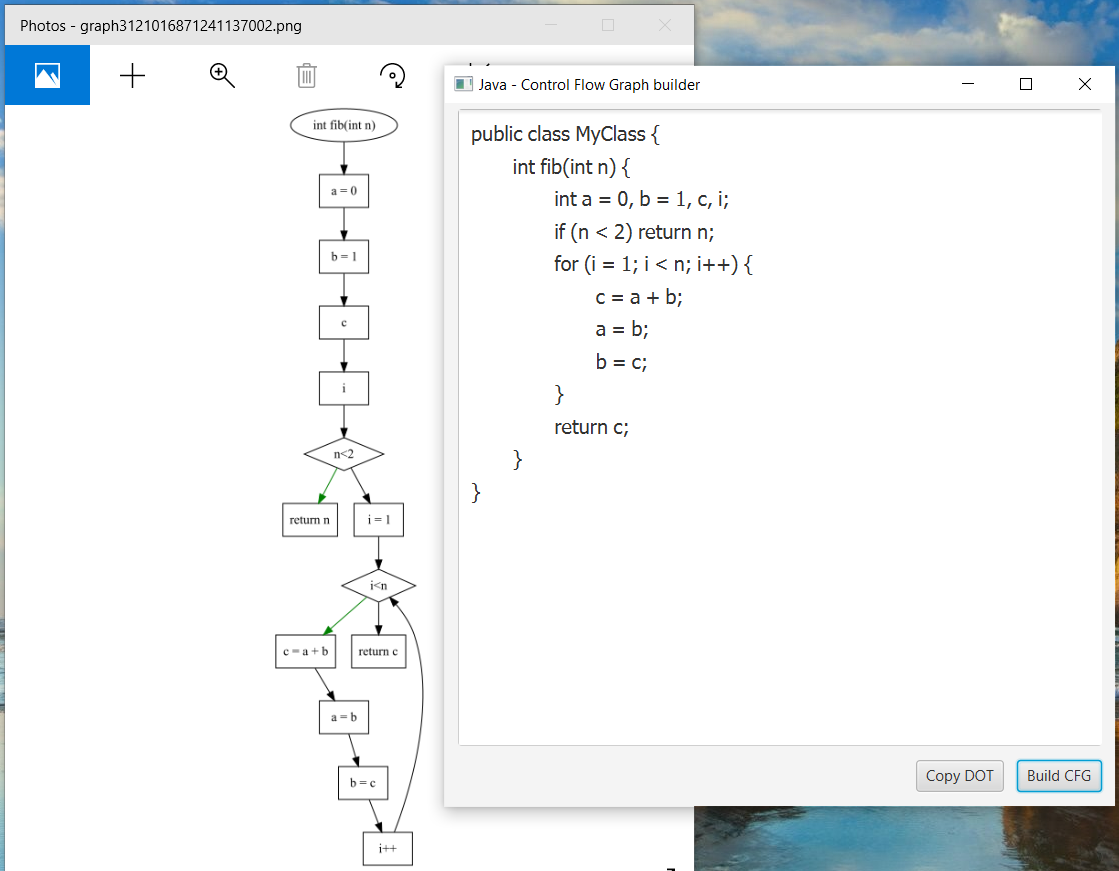 Photos - graph3121016871241137002.png
int fib(int n)
a = 0
b = 1
c
i
n<2
return n
i = 1
i<n
c = a + b
return c
a = b
b = c
i++
Java - Control Flow Graph builder
public class MyClass {
int fib(int n) {
int a = 0, b = 1, c, i;
if (n < 2) return n;
for (i = 1; i < n; i++) {
c = a + b;
a = b;
b = c;
}
return c;
}
}
Copy DOT
Build CFG